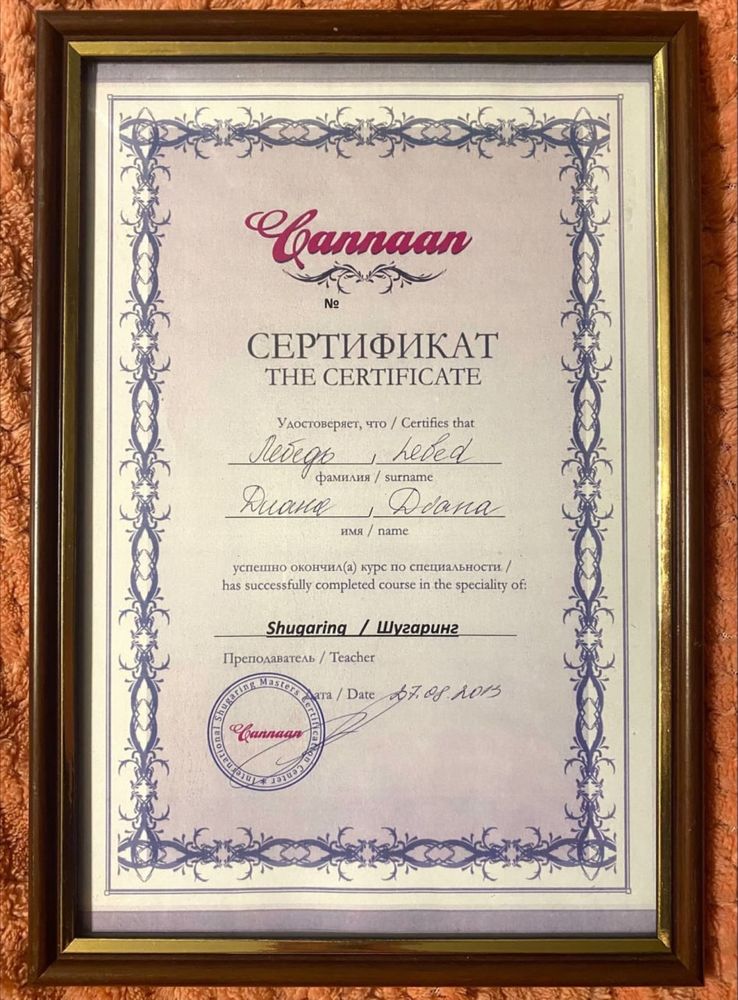 Cannaan
№
СЕРТИФИКАТ
THE CERTIFICATE
Удостоверяет, что / Certifies that
Лебедь , Lebed
фамилия / surname
Диана , Diana
имя / name
успешно окончил(а) курс по специальности /
has successfully completed course in the speciality of:
Shugaring / Шугаринг
Преподаватель / Teacher
Дата / Date 27.08.2015
International Shugaring Masters Certification Center
Cannaan